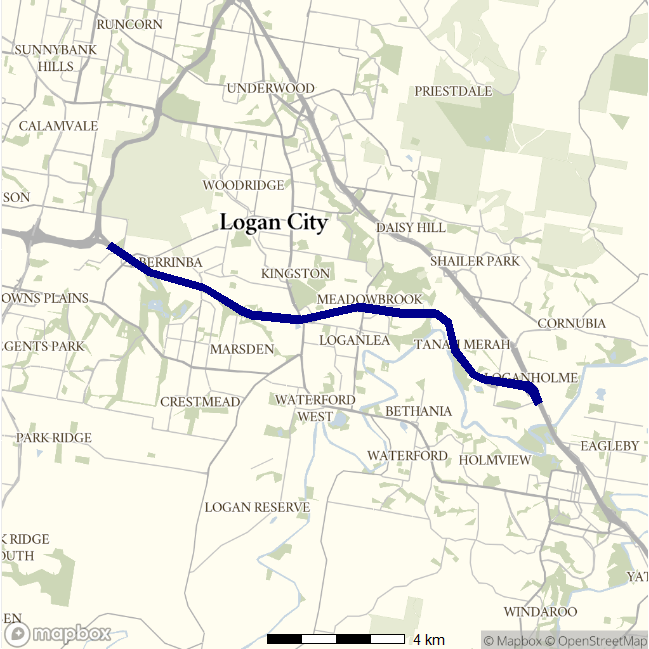 RUNCORN
SUNNYBANK
HILLS
UNDERWOOD
PRIESTDALE
CALAMVALE
WOODRIDGE
SON
Logan City
DAISY HILL
BERRINBA
SHAILER PARK
KINGSTON
OWNS PLAINS
MEADOWBROOK
CORNUBIA
EGENTS PARK
MARSDEN
LOGANLEA
TANAH MERAH
LOGANHOLME
CRESTMEAD
WATERFORD
WEST
BETHANIA
PARK RIDGE
EAGLEBY
WATERFORD
HOLMVIEW
LOGAN RESERVE
K RIDGE
OUTH
YAT
EN
WINDAROO
mapbox
4 km
© Mapbox © OpenStreetMap